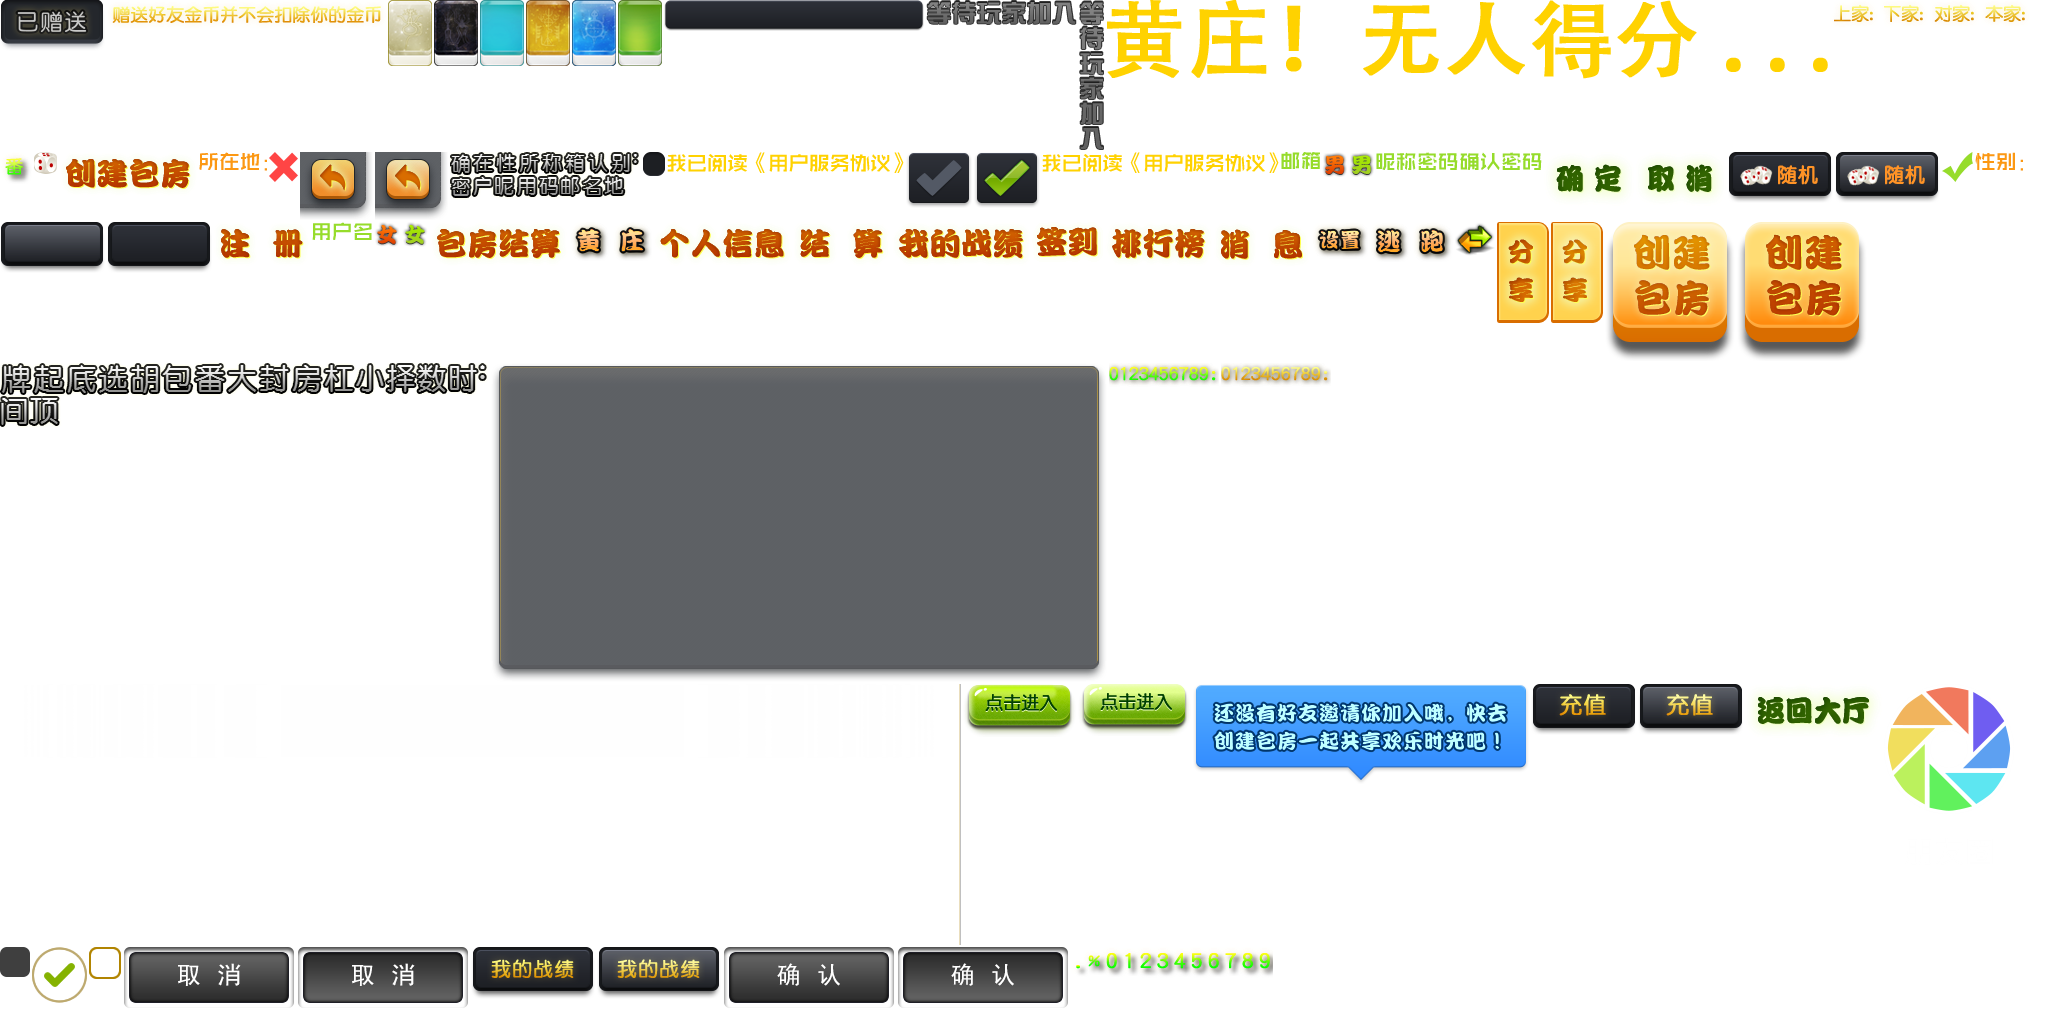 已赠送
赠送好友金币并不会扣除你的金币
等待玩家加入
等待玩家加入
黄庄！无人得分...
上家: 下家: 对家: 本家:
番
创建包房
所在地:
确在性所称箱认别:
密户昵用码邮名地
我已阅读《用户服务协议》
我已阅读《用户服务协议》
邮箱
男
男
昵称密码确认密码
确 定
取 消
随机
随机
性别:
注 册
用户名
女
女
包房结算
黄 庄
个人信息
结 算
我的战绩
签到
排行榜
消 息
设置
逃 跑
分享
分享
创建
包房
创建
包房
牌起底选胡包番大封房杠小择数时:
间顶
0123456789:
0123456789:
点击进入
点击进入
还没有好友邀请你加入哦，快去
创建包房一起共享欢乐时光吧！
充值
充值
返回大厅
取 消
取 消
我的战绩
我的战绩
确 认
确 认
.%0123456789